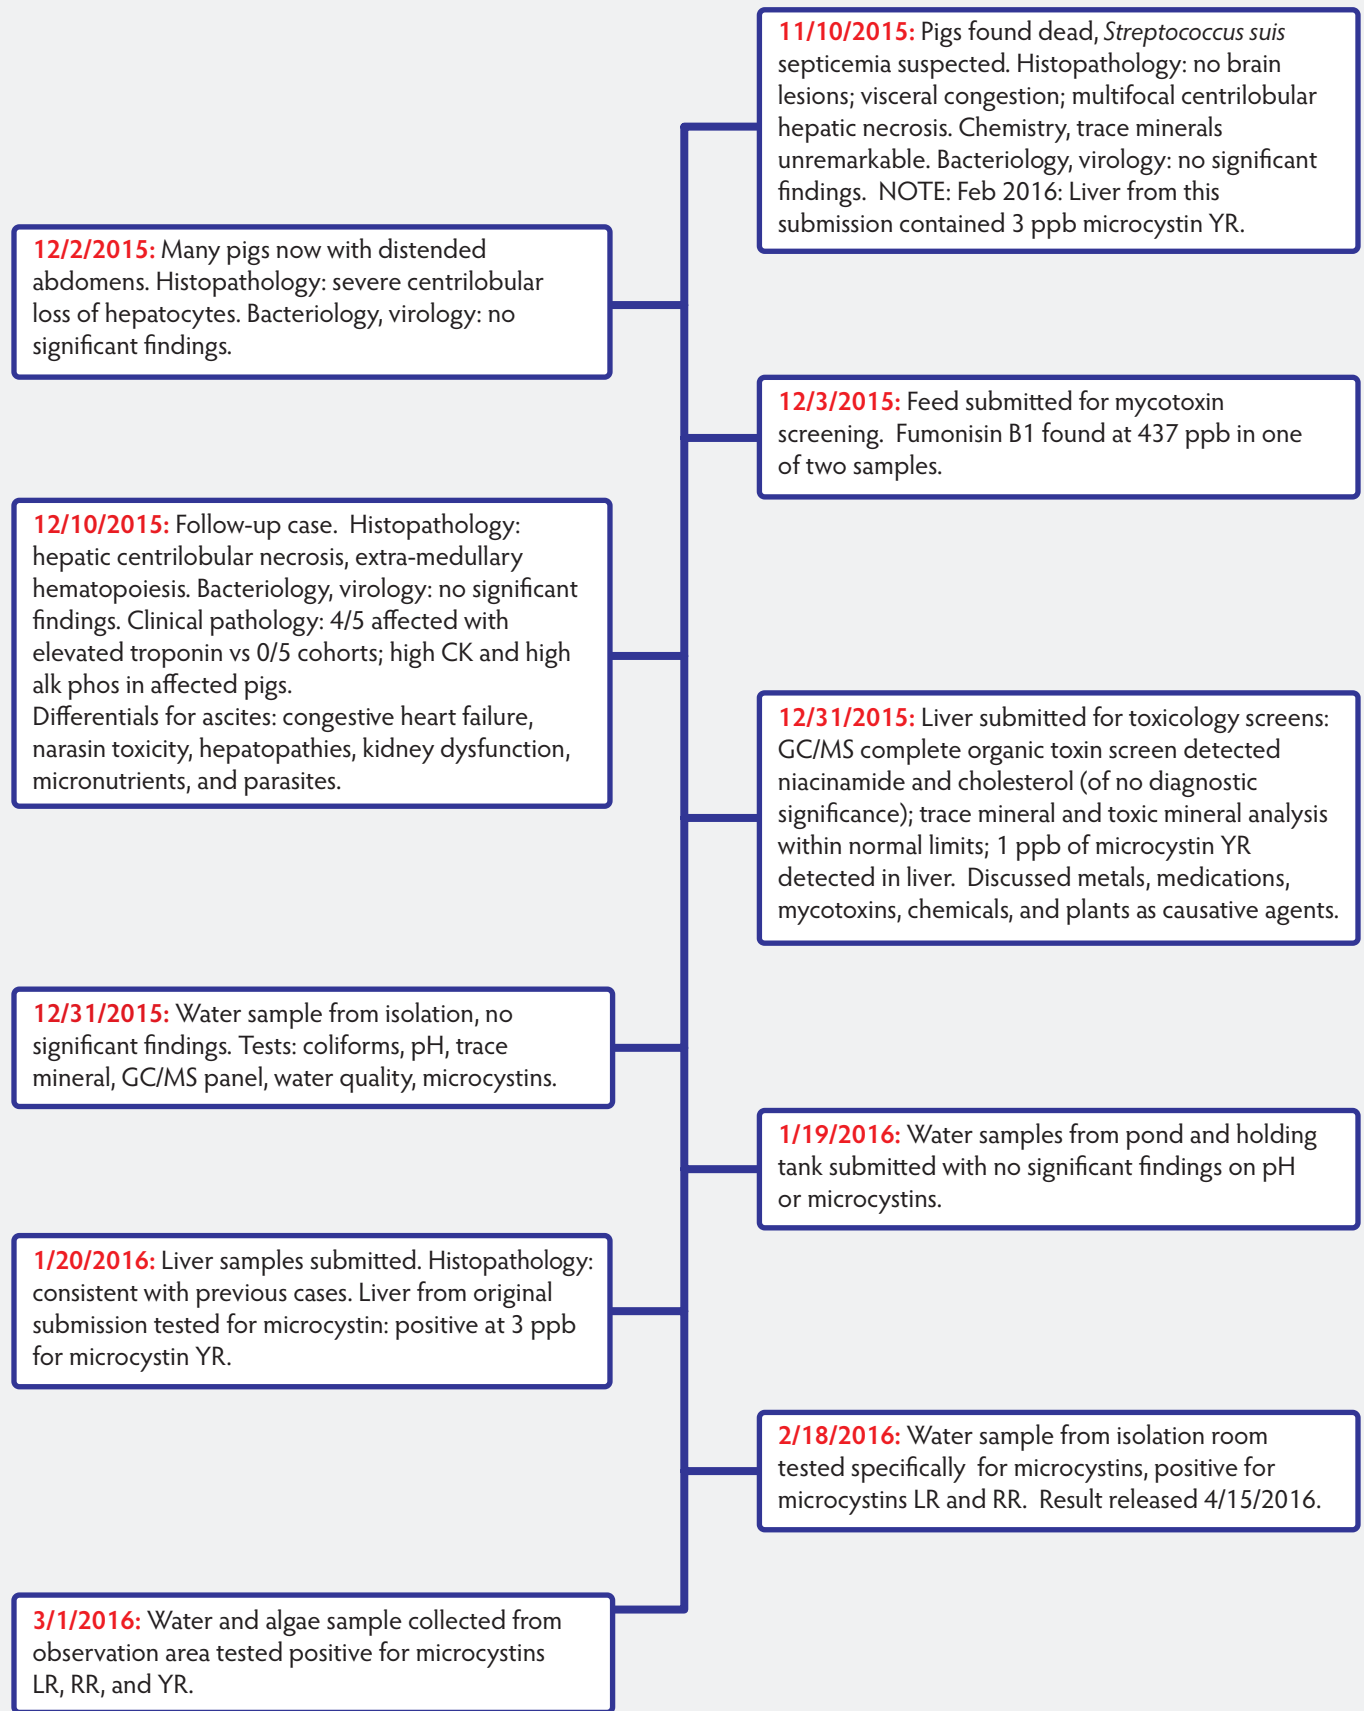 11/10/2015: Pigs found dead, Streptococcus suis
septicemia suspected. Histopathology: no brain
lesions; visceral congestion; multifocal centrilobular
hepatic necrosis. Chemistry, trace minerals
unremarkable. Bacteriology, virology: no significant
findings.  NOTE: Feb 2016: Liver from this
submission contained 3 ppb microcystin YR.
12/2/2015: Many pigs now with distended
abdomens. Histopathology: severe centrilobular
loss of hepatocytes. Bacteriology, virology: no
significant findings.
12/3/2015: Feed submitted for mycotoxin
screening.  Fumonisin B1 found at 437 ppb in one
of two samples.
12/10/2015: Follow-up case.  Histopathology:
hepatic centrilobular necrosis, extra-medullary
hematopoiesis. Bacteriology, virology: no significant
findings. Clinical pathology: 4/5 affected with
elevated troponin vs 0/5 cohorts; high CK and high
alk phos in affected pigs.
Differentials for ascites: congestive heart failure,
narasin toxicity, hepatopathies, kidney dysfunction,
micronutrients, and parasites.
12/31/2015: Liver submitted for toxicology screens:
GC/MS complete organic toxin screen detected
niacinamide and cholesterol (of no diagnostic
significance); trace mineral and toxic mineral analysis
within normal limits; 1 ppb of microcystin YR
detected in liver.  Discussed metals, medications,
mycotoxins, chemicals, and plants as causative agents.
12/31/2015: Water sample from isolation, no
significant findings. Tests: coliforms, pH, trace
mineral, GC/MS panel, water quality, microcystins.
1/19/2016: Water samples from pond and holding
tank submitted with no significant findings on pH
or microcystins.
1/20/2016: Liver samples submitted. Histopathology:
consistent with previous cases. Liver from original
submission tested for microcystin: positive at 3 ppb
for microcystin YR.
2/18/2016: Water sample from isolation room
tested specifically  for microcystins, positive for
microcystins LR and RR.  Result released 4/15/2016.
3/1/2016: Water and algae sample collected from
observation area tested positive for microcystins
LR, RR, and YR.